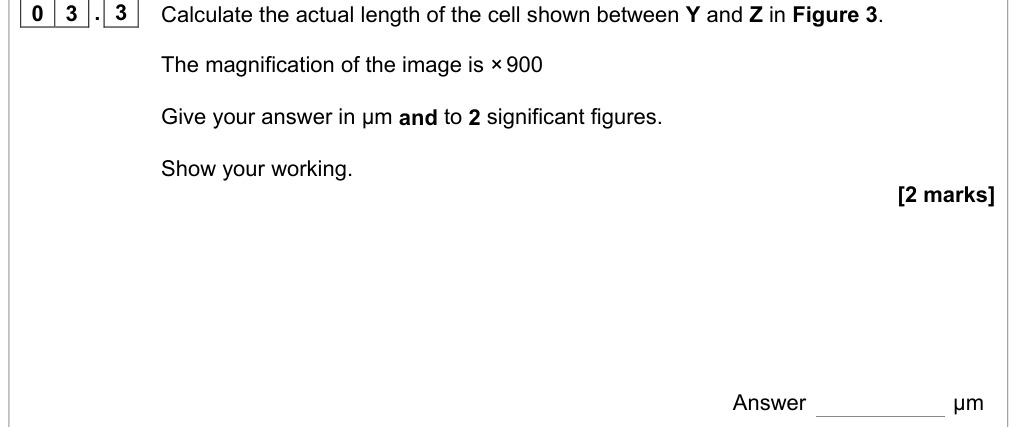 0 3 . 3 Calculate the actual length of the cell shown between Y and Z in Figure 3.
The magnification of the image is × 900
Give your answer in µm and to 2 significant figures.
Show your working.
[2 marks]
Answer ____________ µm